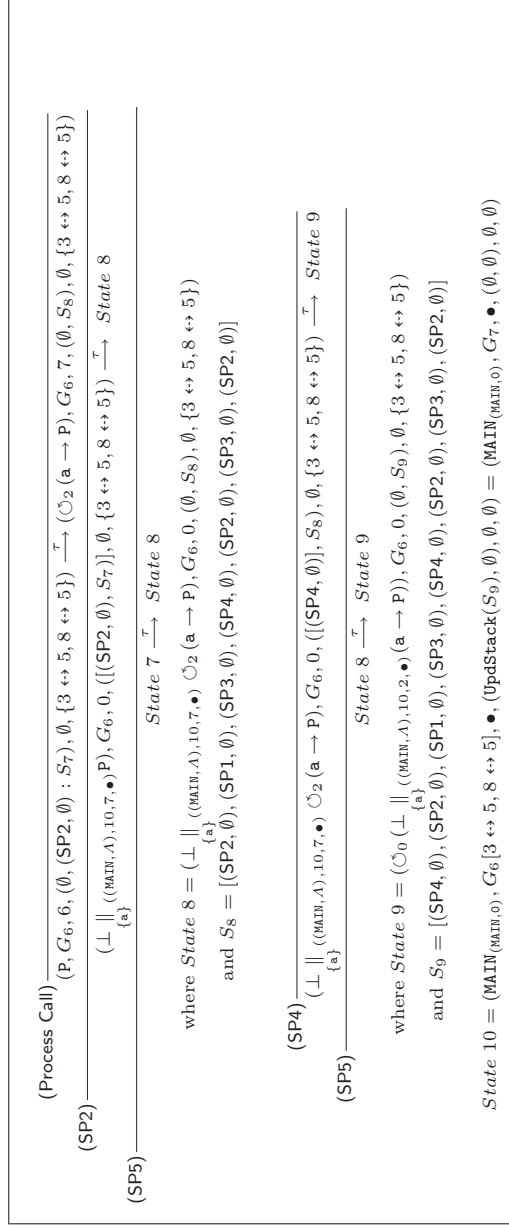 (Process Call)
(P, G₆, 6, (∅, (SP2, ∅) : S₇), ∅, {3 ↭ 5, 8 ↭ 5}) —τ→ (↺₂ (a → P), G₆, 7, (∅, S₈), ∅, {3 ↭ 5, 8 ↭ 5})
(SP2)
(⊥ ∥_{a} ((MAIN,Λ),10,7,•) P), G₆, 0, ([(SP2, ∅), S₇)], ∅, {3 ↭ 5, 8 ↭ 5}) —τ→ State 8
(SP5)
State 7 —τ→ State 8
where State 8 = (⊥ ∥_{a} ((MAIN,Λ),10,7,•) ↺₂ (a → P), G₆, 0, (∅, S₈), ∅, {3 ↭ 5, 8 ↭ 5})
and S₈ = [(SP2, ∅), (SP1, ∅), (SP3, ∅), (SP4, ∅), (SP2, ∅), (SP3, ∅), (SP2, ∅)]
(SP4)
(⊥ ∥_{a} ((MAIN,Λ),10,7,•) ↺₂ (a → P), G₆, 0, ([(SP4, ∅)], S₈), ∅, {3 ↭ 5, 8 ↭ 5}) —τ→ State 9
(SP5)
State 8 —τ→ State 9
where State 9 = (↺₀ (⊥ ∥_{a} ((MAIN,Λ),10,2,•) (a → P)), G₆, 0, (∅, S₉), ∅, {3 ↭ 5, 8 ↭ 5})
and S₉ = [(SP4, ∅), (SP2, ∅), (SP1, ∅), (SP3, ∅), (SP4, ∅), (SP2, ∅), (SP3, ∅), (SP2, ∅)]
State 10 = (MAIN₍MAIN,0₎, G₆[3 ↭ 5, 8 ↭ 5], •, (UpdStack(S₉), ∅), ∅, ∅) = (MAIN₍MAIN,0₎, G₇, •, (∅, ∅), ∅, ∅)